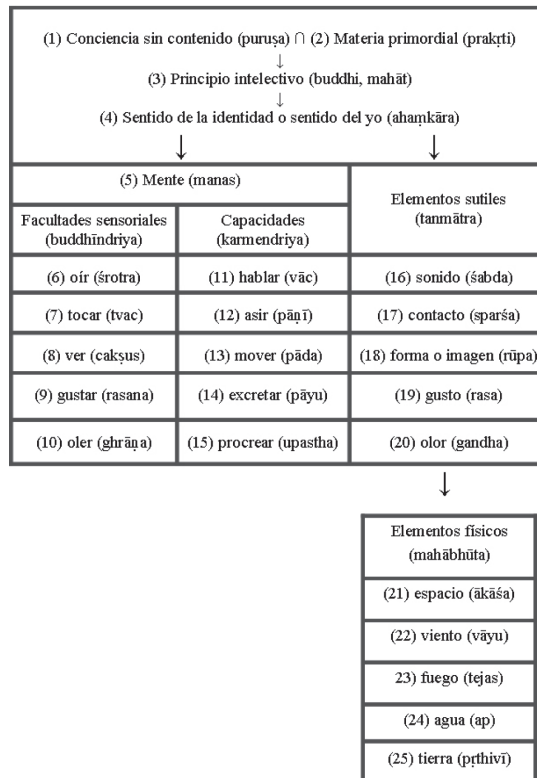 (1) Conciencia sin contenido (puruṣa) ∩ (2) Materia primordial (prakṛti)
↓
(3) Principio intelectivo (buddhi, mahāt)
↓
(4) Sentido de la identidad o sentido del yo (ahaṃkāra)
↓ ↓
(5) Mente (manas)
Elementos sutiles
(tanmātra)
Facultades sensoriales
(buddhīndriya)
Capacidades
(karmendriya)
(6) oír (śrotra) (11) hablar (vāc) (16) sonido (śabda)
(7) tocar (tvac) (12) asir (pāṇī) (17) contacto (sparśa)
(8) ver (cakṣus) (13) mover (pāda) (18) forma o imagen (rūpa)
(9) gustar (rasana) (14) excretar (pāyu) (19) gusto (rasa)
(10) oler (ghrāṇa) (15) procrear (upastha) (20) olor (gandha)
↓
Elementos físicos
(mahābhūta)
(21) espacio (ākāśa)
(22) viento (vāyu)
23) fuego (tejas)
(24) agua (ap)
(25) tierra (pṛthivī)